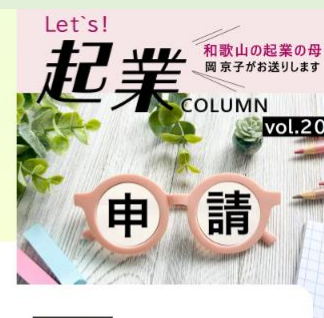 Let`s!
起業
COLUMN
和歌山の起業の母
岡 京子がお送りします
vol.20
申請